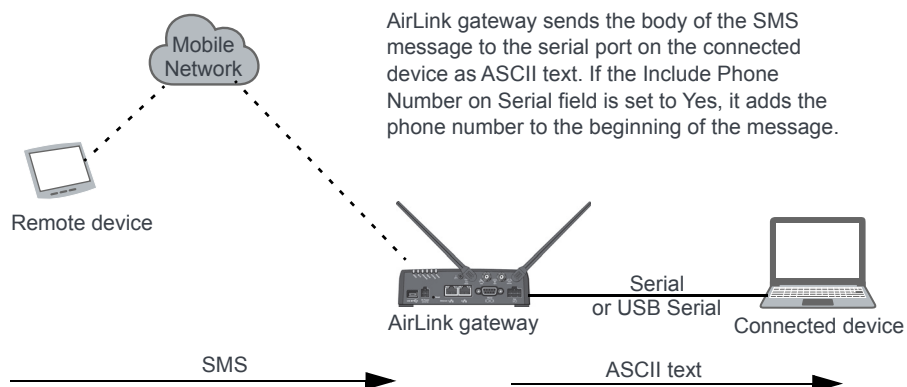 AirLink gateway sends the body of the SMS
message to the serial port on the connected
device as ASCII text. If the Include Phone
Number on Serial field is set to Yes, it adds the
phone number to the beginning of the message.
Mobile
Network
Remote device
AirLink gateway
Serial
or USB Serial
Connected device
SMS
ASCII text